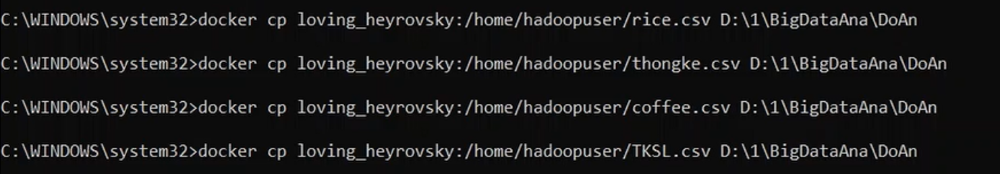 C:\WINDOWS\system32>docker cp loving_heyrovsky:/home/hadoopuser/rice.csv D:\1\BigDataAna\DoAn
C:\WINDOWS\system32>docker cp loving_heyrovsky:/home/hadoopuser/thongke.csv D:\1\BigDataAna\DoAn
C:\WINDOWS\system32>docker cp loving_heyrovsky:/home/hadoopuser/coffee.csv D:\1\BigDataAna\DoAn
C:\WINDOWS\system32>docker cp loving_heyrovsky:/home/hadoopuser/TKSL.csv D:\1\BigDataAna\DoAn